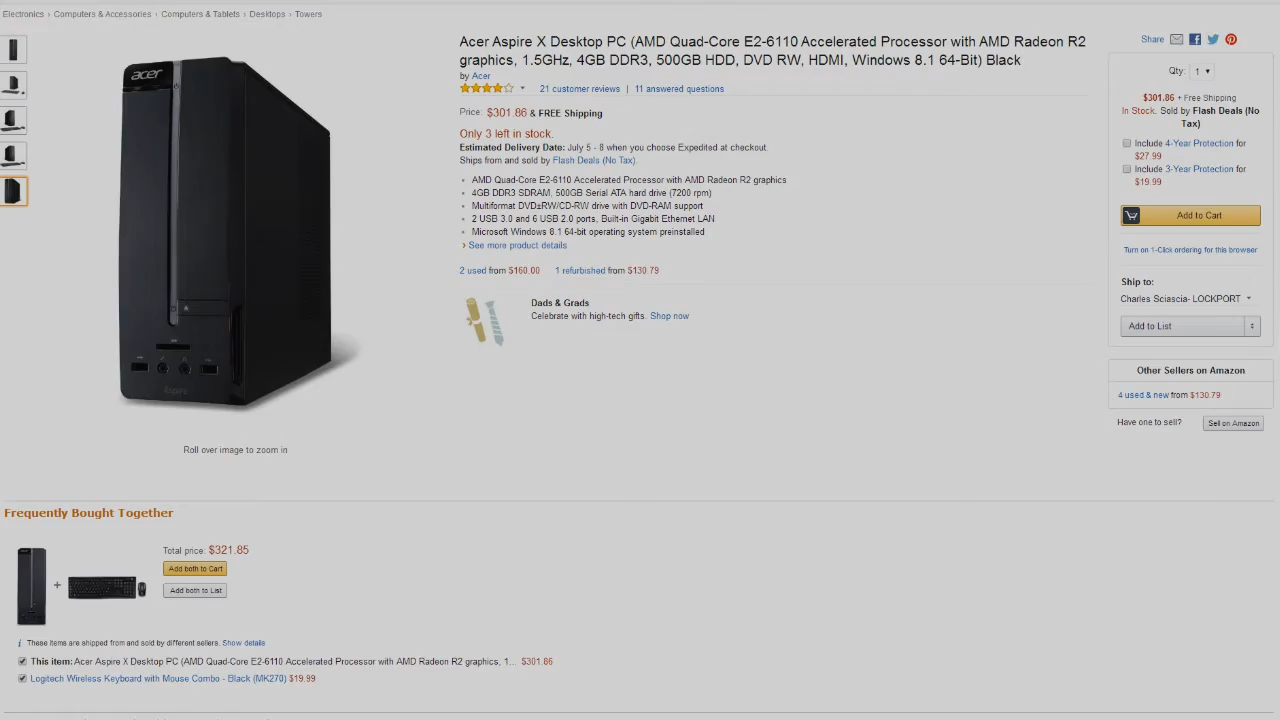 Electronics › Computers & Accessories › Computers & Tablets › Desktops › Towers
acer
Aspire
Roll over image to zoom in
Acer Aspire X Desktop PC (AMD Quad-Core E2-6110 Accelerated Processor with AMD Radeon R2
graphics, 1.5GHz, 4GB DDR3, 500GB HDD, DVD RW, HDMI, Windows 8.1 64-Bit) Black
by Acer
21 customer reviews | 11 answered questions
Price: $301.86 & FREE Shipping
Only 3 left in stock.
Estimated Delivery Date: July 5 - 8 when you choose Expedited at checkout.
Ships from and sold by Flash Deals (No Tax).
• AMD Quad-Core E2-6110 Accelerated Processor with AMD Radeon R2 graphics
• 4GB DDR3 SDRAM, 500GB Serial ATA hard drive (7200 rpm)
• Multiformat DVD±RW/CD-RW drive with DVD-RAM support
• 2 USB 3.0 and 6 USB 2.0 ports, Built-in Gigabit Ethernet LAN
• Microsoft Windows 8.1 64-bit operating system preinstalled
› See more product details
2 used from $160.00 1 refurbished from $130.79
Dads & Grads
Celebrate with high-tech gifts. Shop now
Share
Qty: 1
$301.86 + Free Shipping
In Stock. Sold by Flash Deals (No
Tax)
Include 4-Year Protection for
$27.99
Include 3-Year Protection for
$19.99
Add to Cart
Turn on 1-Click ordering for this browser
Ship to:
Charles Sciascia- LOCKPORT
Add to List
Other Sellers on Amazon
4 used & new from $130.79
Have one to sell? Sell on Amazon
Frequently Bought Together
Total price: $321.85
+
Add both to Cart
Add both to List
i These items are shipped from and sold by different sellers. Show details
This item: Acer Aspire X Desktop PC (AMD Quad-Core E2-6110 Accelerated Processor with AMD Radeon R2 graphics, 1... $301.86
Logitech Wireless Keyboard with Mouse Combo - Black (MK270) $19.99